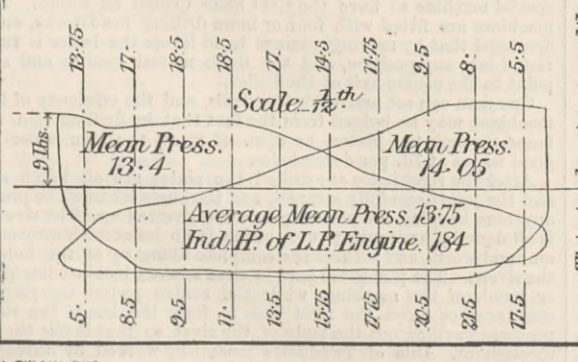 13·75 17· 18·5 18·5 17· 14·5 11·75 9·5 8· 5·5
Scale 1/12th
9 lbs.
Mean Press. 13·4
Mean Press. 14·05
Average Mean Press. 13·75
Ind. HP of L.P. Engine. 184
5· 8·5 9·5 11· 13·5 15·75 17·75 20·5 21·5 17·5